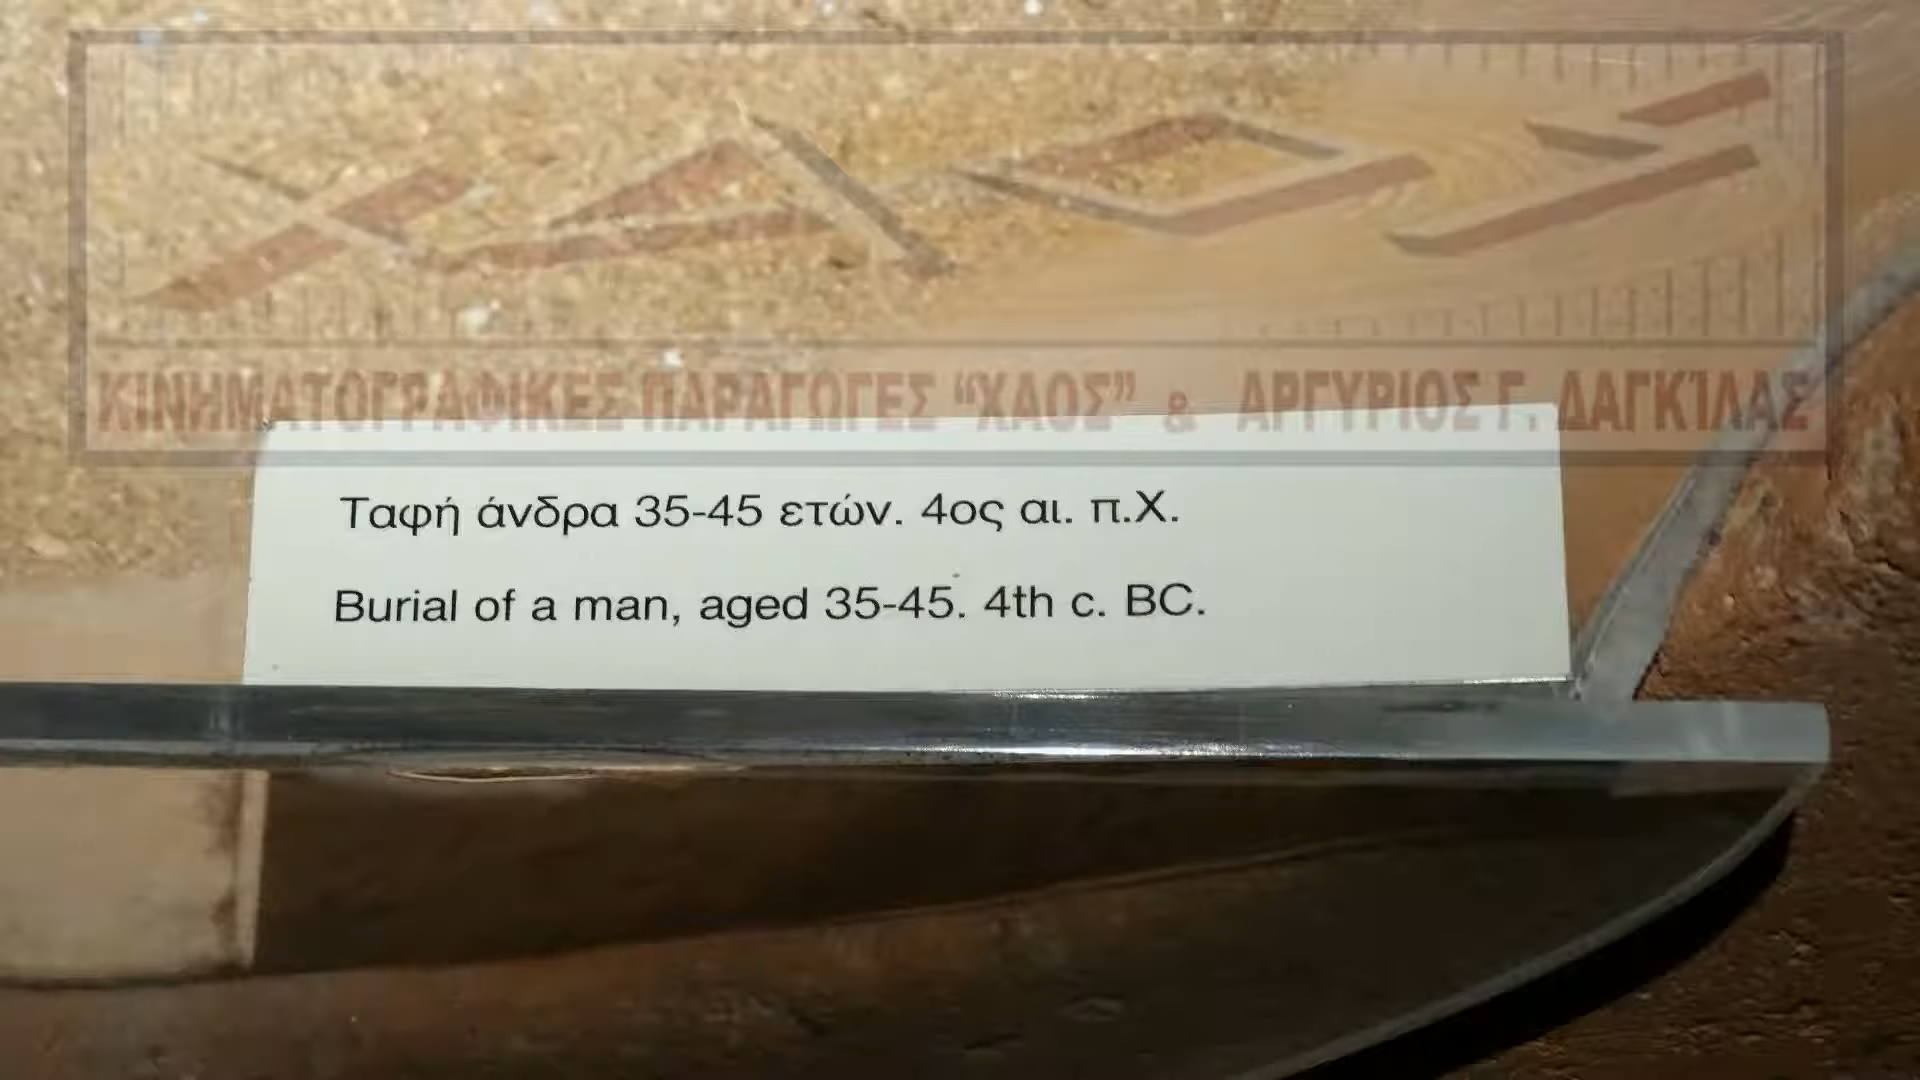 ΧΑΟΣ
ΚΙΝΗΜΑΤΟΓΡΑΦΙΚΕΣ ΠΑΡΑΓΩΓΕΣ “ΧΑΟΣ” & ΑΡΓΥΡΙΟΣ Γ. ΔΑΓΚΊΛΑΣ
Ταφή άνδρα 35-45 ετών. 4ος αι. π.Χ.
Burial of a man, aged 35-45. 4th c. BC.